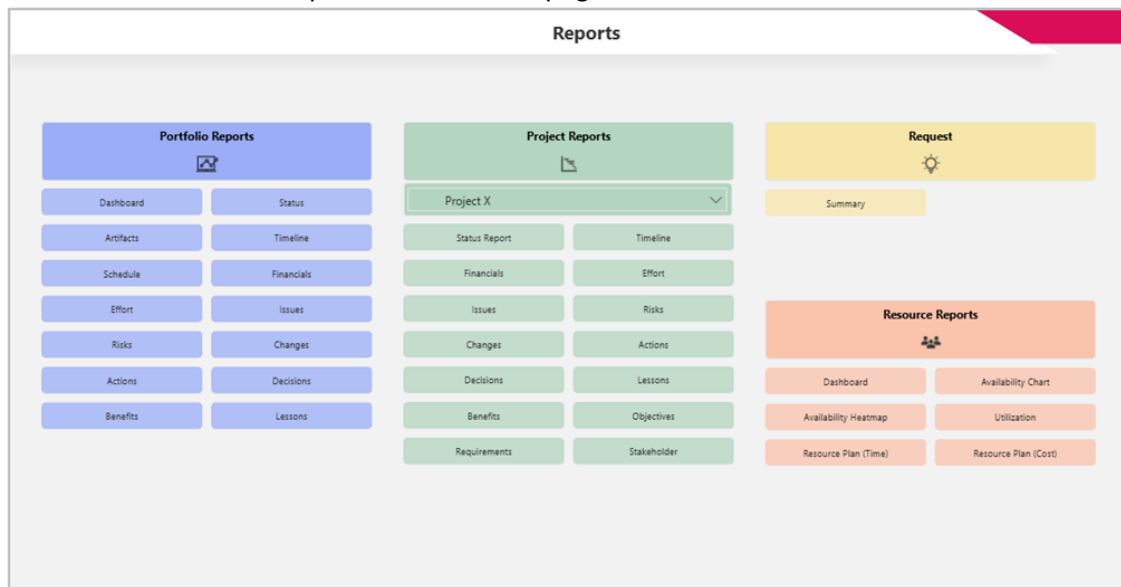 Reports
Portfolio Reports
Dashboard
Status
Artifacts
Timeline
Schedule
Financials
Effort
Issues
Risks
Changes
Actions
Decisions
Benefits
Lessons
Project Reports
Project X
Status Report
Timeline
Financials
Effort
Issues
Risks
Changes
Actions
Decisions
Lessons
Benefits
Objectives
Requirements
Stakeholder
Request
Summary
Resource Reports
Dashboard
Availability Chart
Availability Heatmap
Utilization
Resource Plan (Time)
Resource Plan (Cost)